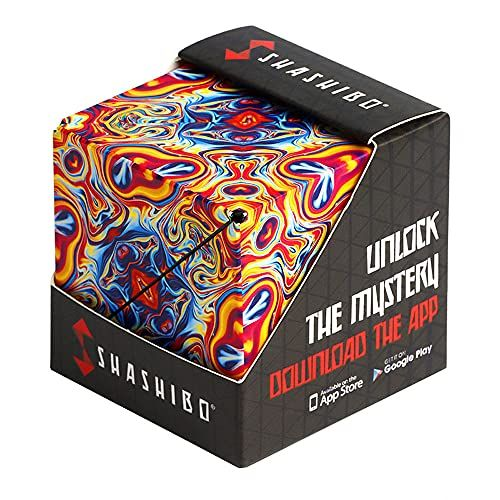 SHASHIBO®
UNLOCK
THE MYSTERY
DOWNLOAD THE APP
Available on the
App Store
GET IT ON
Google Play
SHASHIBO®